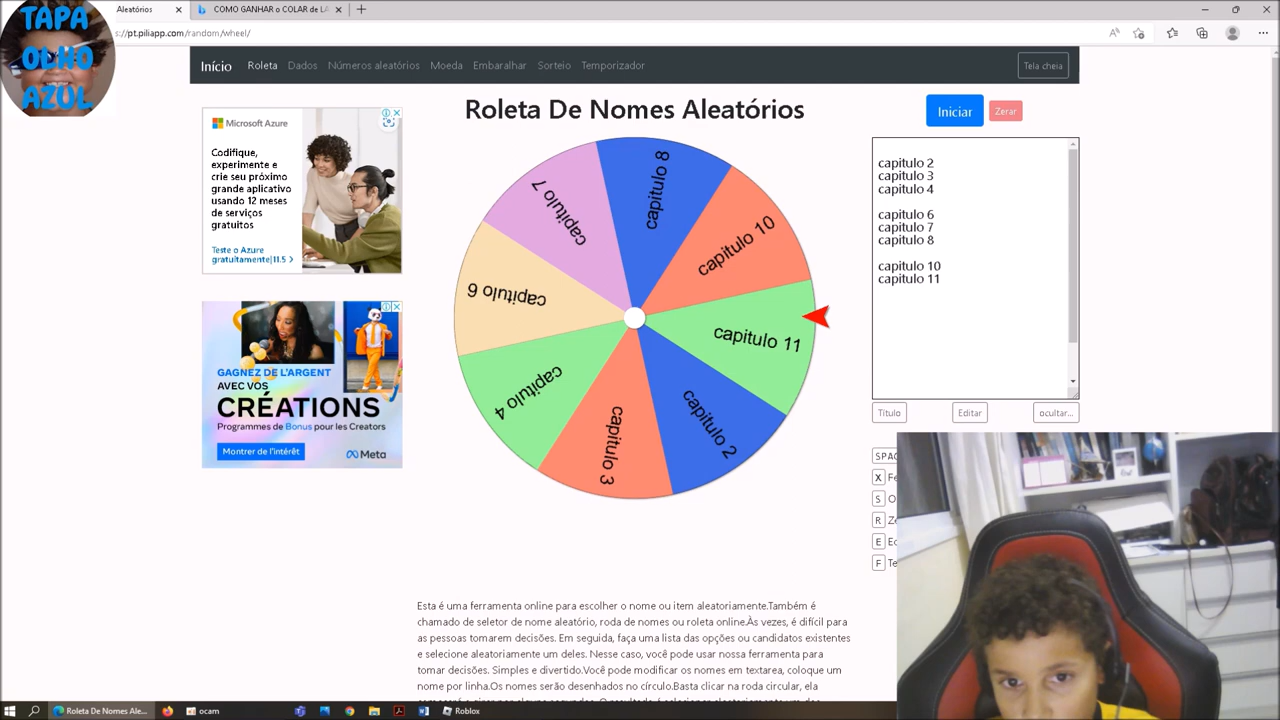 TAPA
OLHO
AZUL
Aleatórios
COMO GANHAR o COLAR de
pt.piliapp.com/random/wheel/
Início Roleta Dados Números aleatórios Moeda Embaralhar Sorteio Temporizador Tela cheia
Roleta De Nomes Aleatórios
Iniciar Zerar
Microsoft Azure
Codifique,
experimente e
crie seu próximo
grande aplicativo
usando 12 meses
de serviços
gratuitos
Teste o Azure
gratuitamente|11.5 >
GAGNEZ DE L'ARGENT
AVEC VOS
CRÉATIONS
Programmes de Bonus pour les Creators
Montrer de l'intérêt
Meta
capitulo 8
capitulo 10
capitulo 11
capitulo 2
capitulo 3
capitulo 4
capitulo 6
capitulo 7
capitulo 2
capitulo 3
capitulo 4
capitulo 6
capitulo 7
capitulo 8
capitulo 10
capitulo 11
Título Editar ocultar...
SPAC
X Fe
S O
R Ze
E Ec
F Te
Esta é uma ferramenta online para escolher o nome ou item aleatoriamente.Também é
chamado de seletor de nome aleatório, roda de nomes ou roleta online.Às vezes, é difícil para
as pessoas tomarem decisões. Em seguida, faça uma lista das opções ou candidatos existentes
e selecione aleatoriamente um deles. Nesse caso, você pode usar nossa ferramenta para
tomar decisões. Simples e divertido.Você pode modificar os nomes em textarea, coloque um
nome por linha.Os nomes serão desenhados no círculo.Basta clicar na roda circular, ela
Roleta De Nomes Ale... ocam Roblox